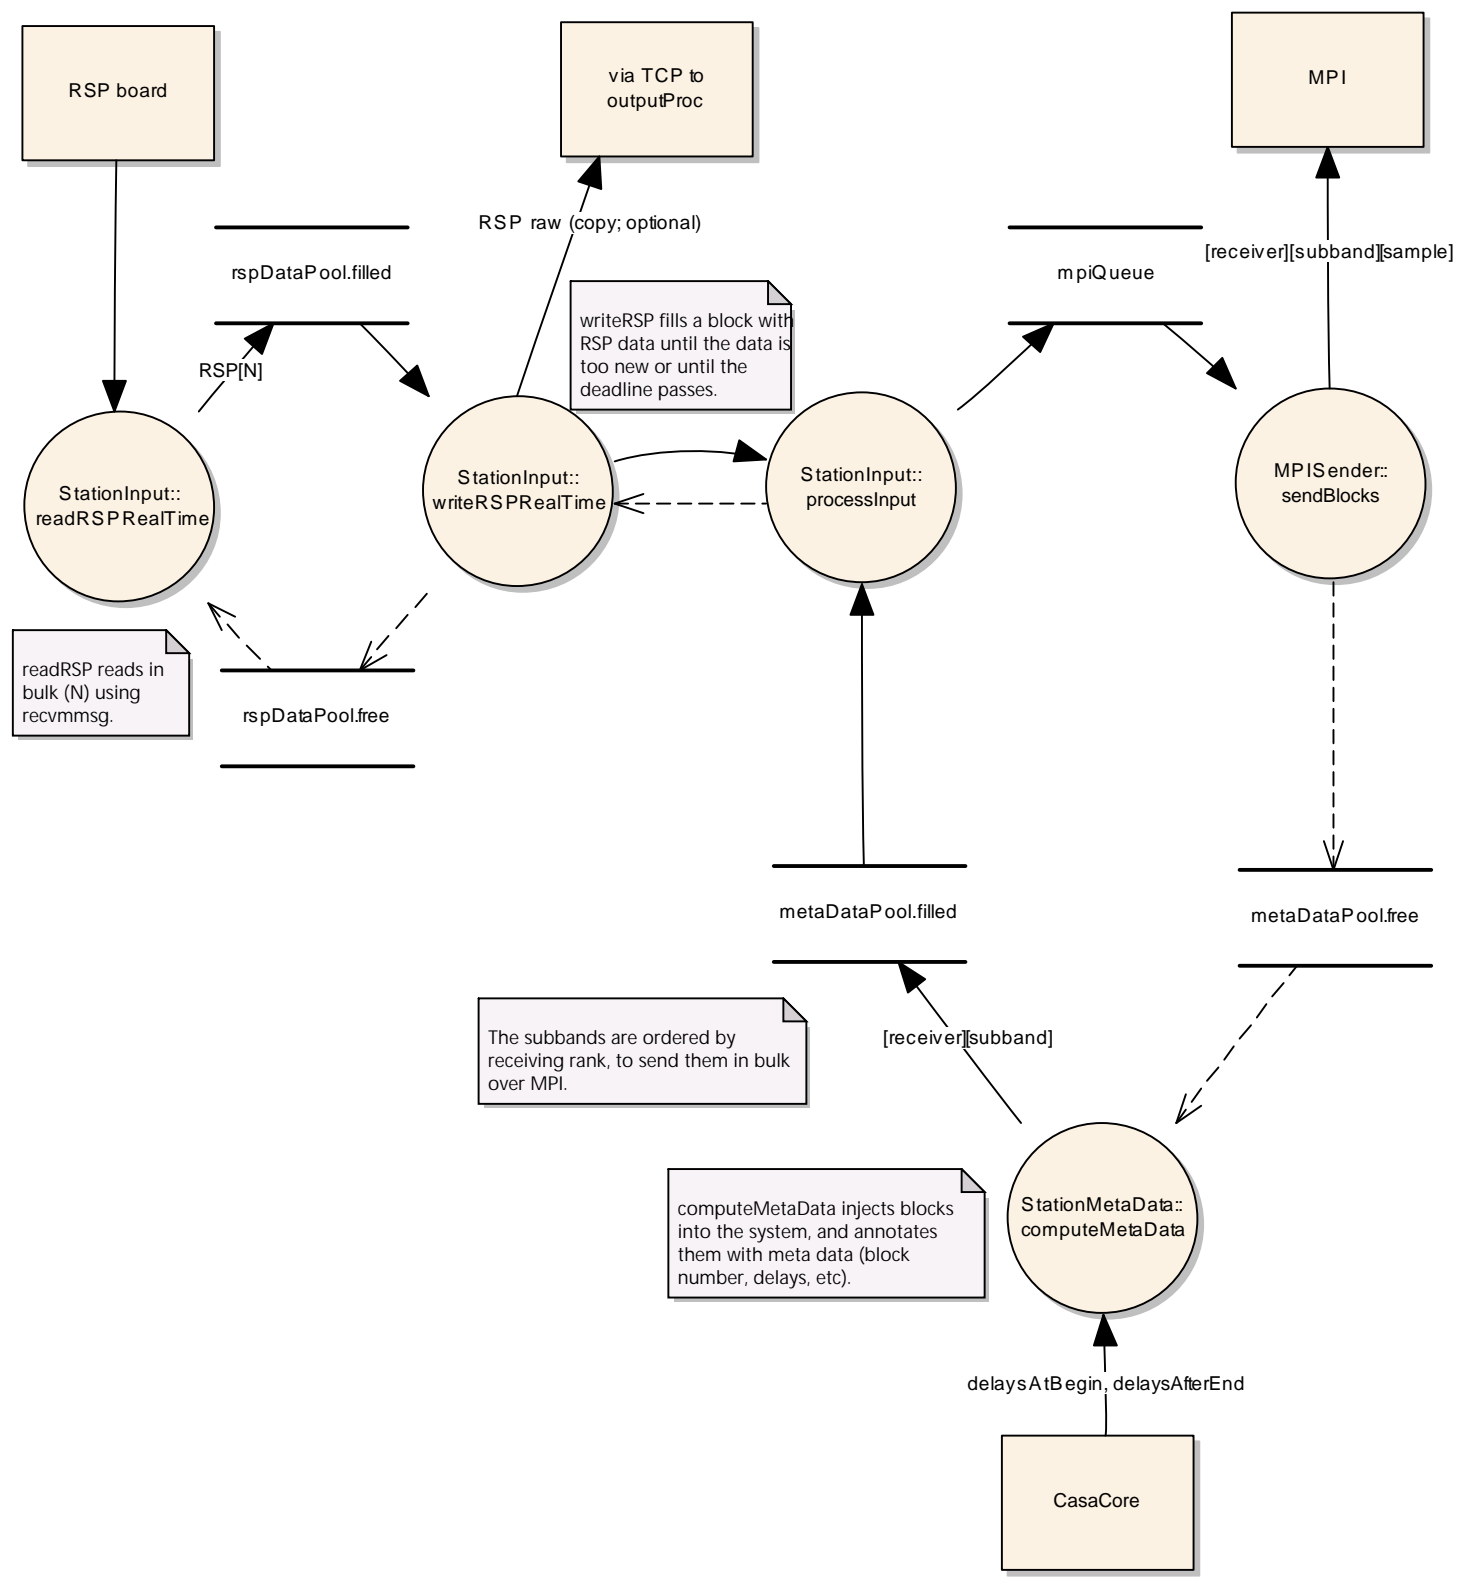 RSP board
via TCP to
outputProc
MPI
RSP raw (copy; optional)
[receiver][subband][sample]
rspDataPool.filled
mpiQueue
writeRSP fills a block with
RSP data until the data is
too new or until the
deadline passes.
RSP[N]
StationInput::
readRSPRealTime
StationInput::
writeRSPRealTime
StationInput::
processInput
MPISender::
sendBlocks
readRSP reads in
bulk (N) using
recvmmsg.
rspDataPool.free
metaDataPool.filled
metaDataPool.free
The subbands are ordered by
receiving rank, to send them in bulk
over MPI.
[receiver][subband]
computeMetaData injects blocks
into the system, and annotates
them with meta data (block
number, delays, etc).
StationMetaData::
computeMetaData
delaysAtBegin, delaysAfterEnd
CasaCore